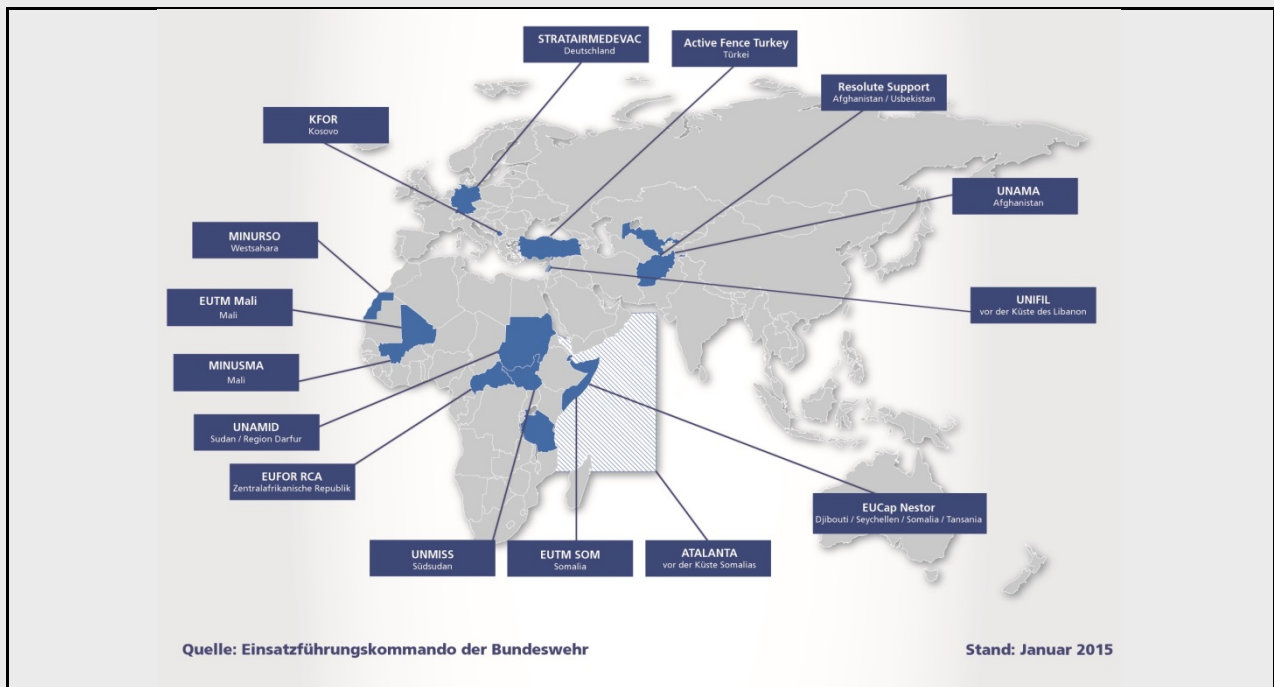 STRATAIRMEDEVAC
Deutschland
Active Fence Turkey
Türkei
Resolute Support
Afghanistan / Usbekistan
KFOR
Kosovo
UNAMA
Afghanistan
MINURSO
Westsahara
EUTM Mali
Mali
UNIFIL
vor der Küste des Libanon
MINUSMA
Mali
UNAMID
Sudan / Region Darfur
EUFOR RCA
Zentralafrikanische Republik
EUCap Nestor
Djibouti / Seychellen / Somalia / Tansania
UNMISS
Südsudan
EUTM SOM
Somalia
ATALANTA
vor der Küste Somalias
Quelle: Einsatzführungskommando der Bundeswehr
Stand: Januar 2015